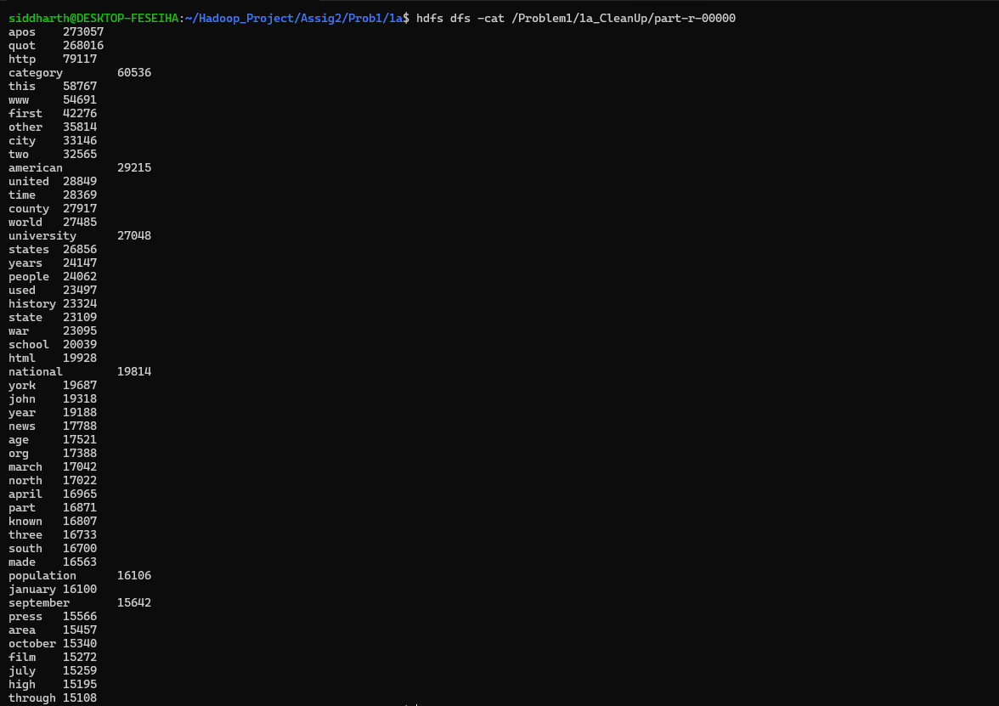 siddharth@DESKTOP-FESEIHA:~/Hadoop_Project/Assig2/Prob1/1a$ hdfs dfs -cat /Problem1/1a_CleanUp/part-r-00000
apos    273057
quot    268016
http    79117
category        60536
this    58767
www     54691
first   42276
other   35814
city    33146
two     32565
american        29215
united  28849
time    28369
county  27917
world   27485
university      27048
states  26856
years   24147
people  24062
used    23497
history 23324
state   23109
war     23095
school  20039
html    19928
national        19814
york    19687
john    19318
year    19188
news    17788
age     17521
org     17388
march   17042
north   17022
april   16965
part    16871
known   16807
three   16733
south   16700
made    16563
population      16106
january 16100
september       15642
press   15566
area    15457
october 15340
film    15272
july    15259
high    15195
through 15108